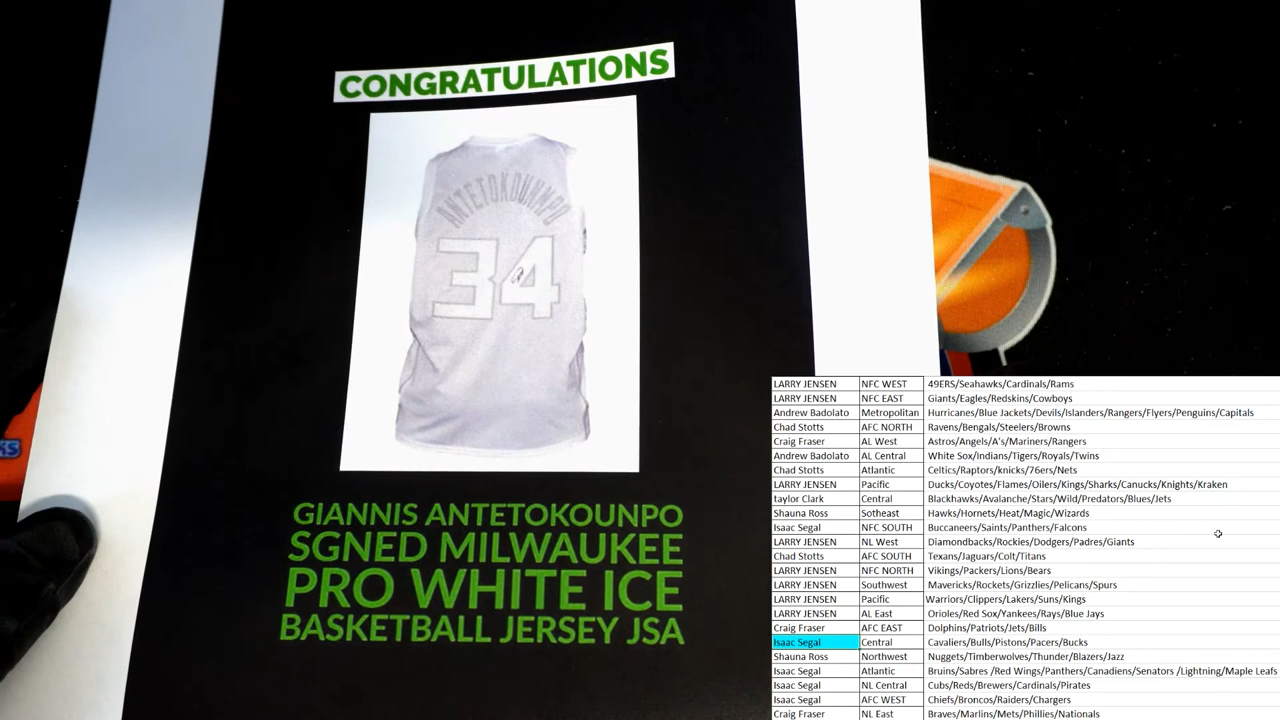 CONGRATULATIONS
ANTETOKOUNMPO
34
GIANNIS ANTETOKOUNPO
SGNED MILWAUKEE
PRO WHITE ICE
BASKETBALL JERSEY JSA
KS
LARRY JENSEN NFC WEST 49ERS/Seahawks/Cardinals/Rams
LARRY JENSEN NFC EAST Giants/Eagles/Redskins/Cowboys
Andrew Badolato Metropolitan Hurricanes/Blue Jackets/Devils/Islanders/Rangers/Flyers/Penguins/Capitals
Chad Stotts AFC NORTH Ravens/Bengals/Steelers/Browns
Craig Fraser AL West Astros/Angels/A's/Mariners/Rangers
Andrew Badolato AL Central White Sox/Indians/Tigers/Royals/Twins
Chad Stotts Atlantic Celtics/Raptors/knicks/76ers/Nets
LARRY JENSEN Pacific Ducks/Coyotes/Flames/Oilers/Kings/Sharks/Canucks/Knights/Kraken
taylor Clark Central Blackhawks/Avalanche/Stars/Wild/Predators/Blues/Jets
Shauna Ross Sotheast Hawks/Hornets/Heat/Magic/Wizards
Isaac Segal NFC SOUTH Buccaneers/Saints/Panthers/Falcons
LARRY JENSEN NL West Diamondbacks/Rockies/Dodgers/Padres/Giants
Chad Stotts AFC SOUTH Texans/Jaguars/Colt/Titans
LARRY JENSEN NFC NORTH Vikings/Packers/Lions/Bears
LARRY JENSEN Southwest Mavericks/Rockets/Grizzlies/Pelicans/Spurs
LARRY JENSEN Pacific Warriors/Clippers/Lakers/Suns/Kings
LARRY JENSEN AL East Orioles/Red Sox/Yankees/Rays/Blue Jays
Craig Fraser AFC EAST Dolphins/Patriots/Jets/Bills
Isaac Segal Central Cavaliers/Bulls/Pistons/Pacers/Bucks
Shauna Ross Northwest Nuggets/Timberwolves/Thunder/Blazers/Jazz
Isaac Segal Atlantic Bruins/Sabres /Red Wings/Panthers/Canadiens/Senators /Lightning/Maple Leafs
Isaac Segal NL Central Cubs/Reds/Brewers/Cardinals/Pirates
Isaac Segal AFC WEST Chiefs/Broncos/Raiders/Chargers
Craig Fraser NL East Braves/Marlins/Mets/Phillies/Nationals